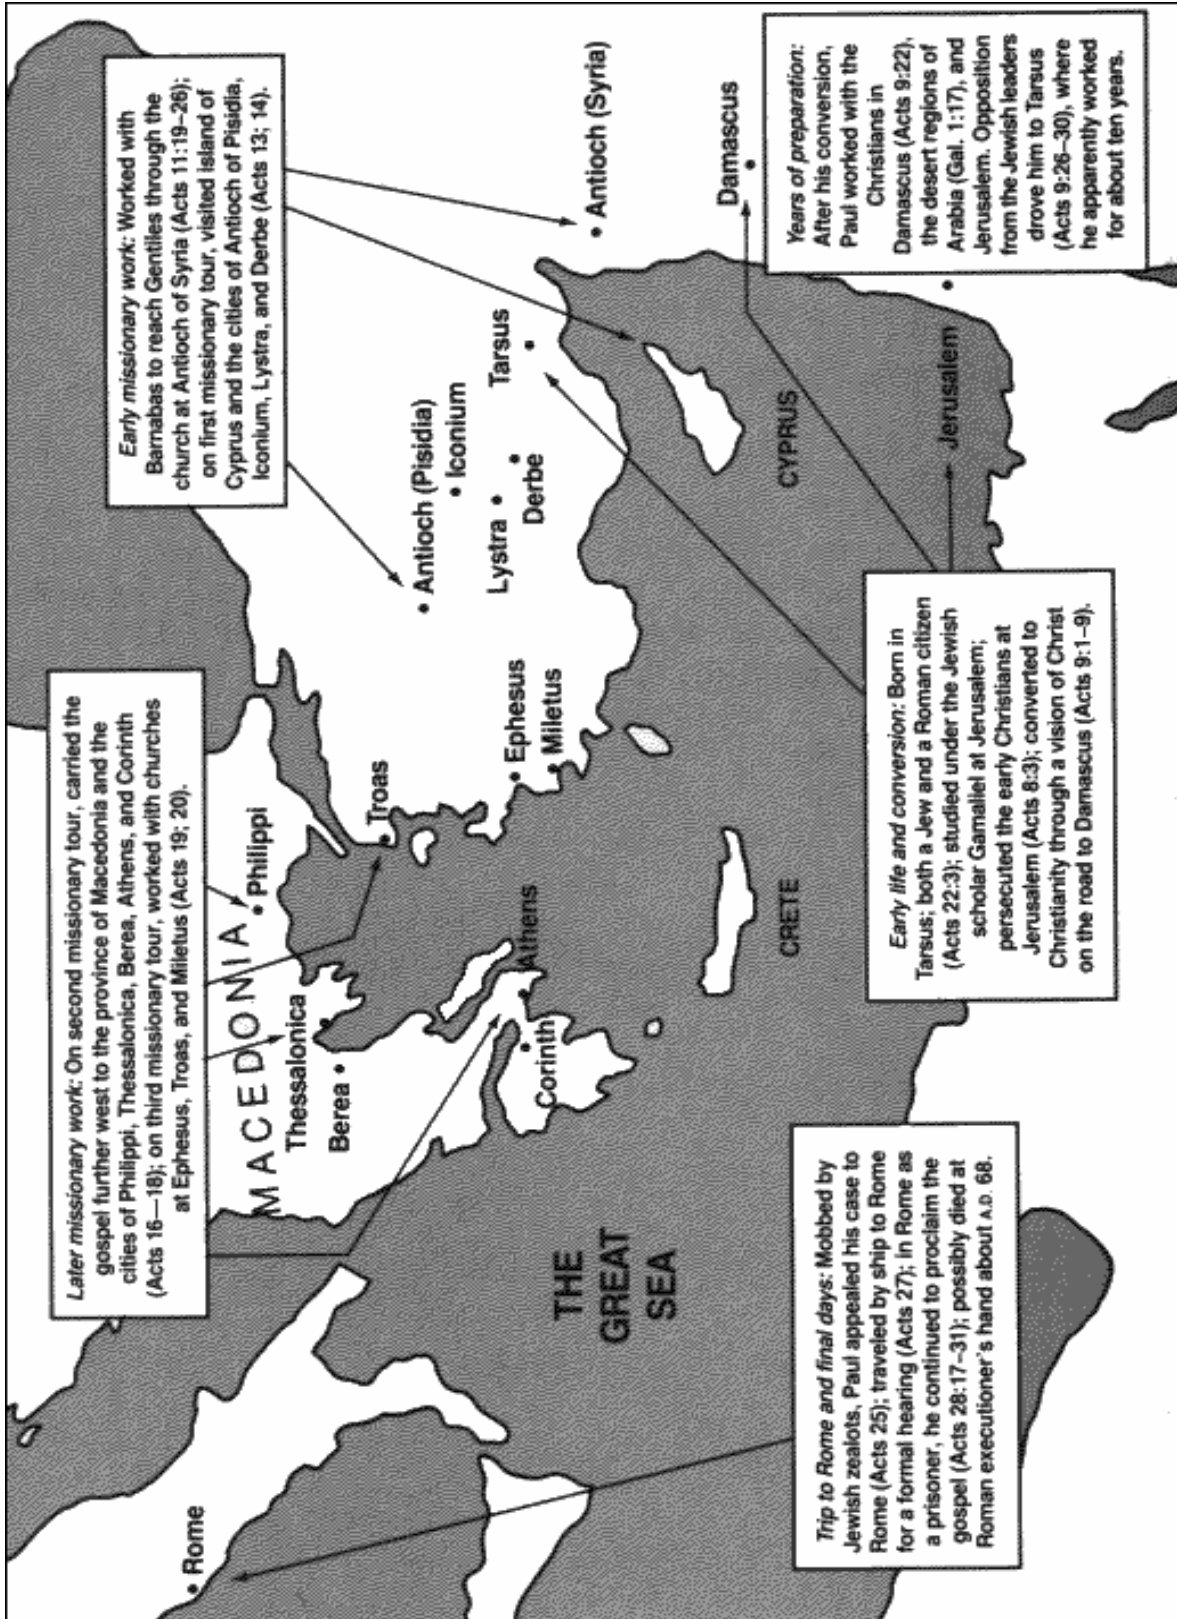 Later missionary work: On second missionary tour, carried the
gospel further west to the province of Macedonia and the
cities of Philippi, Thessalonica, Berea, Athens, and Corinth
(Acts 16—18); on third missionary tour, worked with churches
at Ephesus, Troas, and Miletus (Acts 19; 20).
Early missionary work: Worked with
Barnabas to reach Gentiles through the
church at Antioch of Syria (Acts 11:19–26);
on first missionary tour, visited island of
Cyprus and the cities of Antioch of Pisidia,
Iconium, Lystra, and Derbe (Acts 13; 14).
Rome
MACEDONIA
Philippi
Thessalonica
Berea
Troas
Athens
Corinth
Ephesus
Miletus
Antioch (Pisidia)
Iconium
Lystra
Derbe
Tarsus
Antioch (Syria)
THE
GREAT
SEA
CRETE
CYPRUS
Damascus
Jerusalem
Trip to Rome and final days: Mobbed by
Jewish zealots, Paul appealed his case to
Rome (Acts 25); traveled by ship to Rome
for a formal hearing (Acts 27); in Rome as
a prisoner, he continued to proclaim the
gospel (Acts 28:17–31); possibly died at
Roman executioner's hand about A.D. 68.
Early life and conversion: Born in
Tarsus; both a Jew and a Roman citizen
(Acts 22:3); studied under the Jewish
scholar Gamaliel at Jerusalem;
persecuted the early Christians at
Jerusalem (Acts 8:3); converted to
Christianity through a vision of Christ
on the road to Damascus (Acts 9:1–9).
Years of preparation:
After his conversion,
Paul worked with the
Christians in
Damascus (Acts 9:22),
the desert regions of
Arabia (Gal. 1:17), and
Jerusalem. Opposition
from the Jewish leaders
drove him to Tarsus
(Acts 9:26–30), where
he apparently worked
for about ten years.